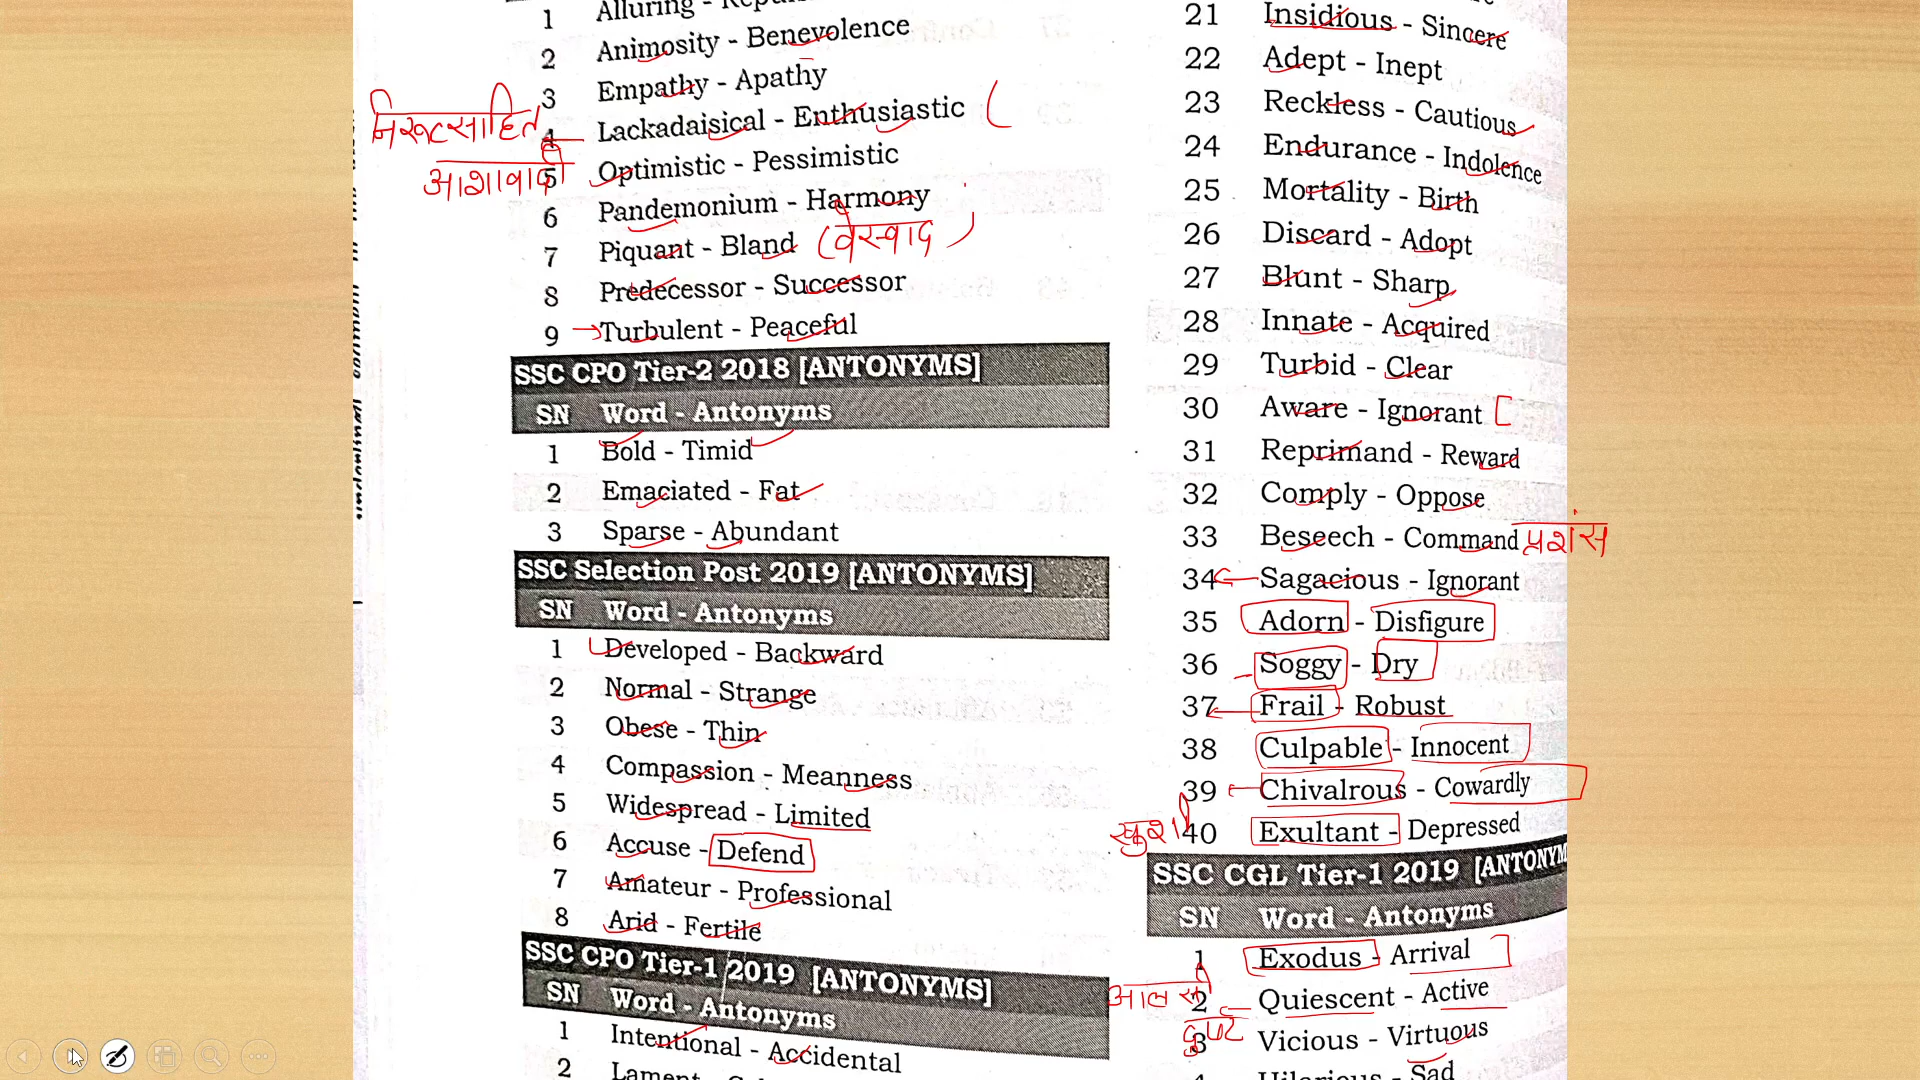 1 Alluring -
2 Animosity - Benevolence
3 Empathy - Apathy
4 Lackadaisical - Enthusiastic (
निरूत्साहित
5 Optimistic - Pessimistic
आशावादी
6 Pandemonium - Harmony
7 Piquant - Bland (बेस्वाद)
8 Predecessor - Successor
9 Turbulent - Peaceful
SSC CPO Tier-2 2018 [ANTONYMS]
SN Word - Antonyms
1 Bold - Timid
2 Emaciated - Fat
3 Sparse - Abundant
SSC Selection Post 2019 [ANTONYMS]
SN Word - Antonyms
1 Developed - Backward
2 Normal - Strange
3 Obese - Thin
4 Compassion - Meanness
5 Widespread - Limited
6 Accuse - Defend
7 Amateur - Professional
8 Arid - Fertile
SSC CPO Tier-1 2019 [ANTONYMS]
SN Word - Antonyms
1 Intentional - Accidental
2 Lament -
21 Insidious - Sincere
22 Adept - Inept
23 Reckless - Cautious
24 Endurance - Indolence
25 Mortality - Birth
26 Discard - Adopt
27 Blunt - Sharp
28 Innate - Acquired
29 Turbid - Clear
30 Aware - Ignorant [
31 Reprimand - Reward
32 Comply - Oppose
33 Beseech - Command प्रशंस
34 Sagacious - Ignorant
35 Adorn - Disfigure
36 Soggy - Dry
37 Frail - Robust
38 Culpable - Innocent
39 Chivalrous - Cowardly
खुशी 40 Exultant - Depressed
SSC CGL Tier-1 2019 [ANTONYM
SN Word - Antonyms
1 Exodus - Arrival
आलसी 2 Quiescent - Active
3 Vicious - Virtuous
4 Hilarious - Sad